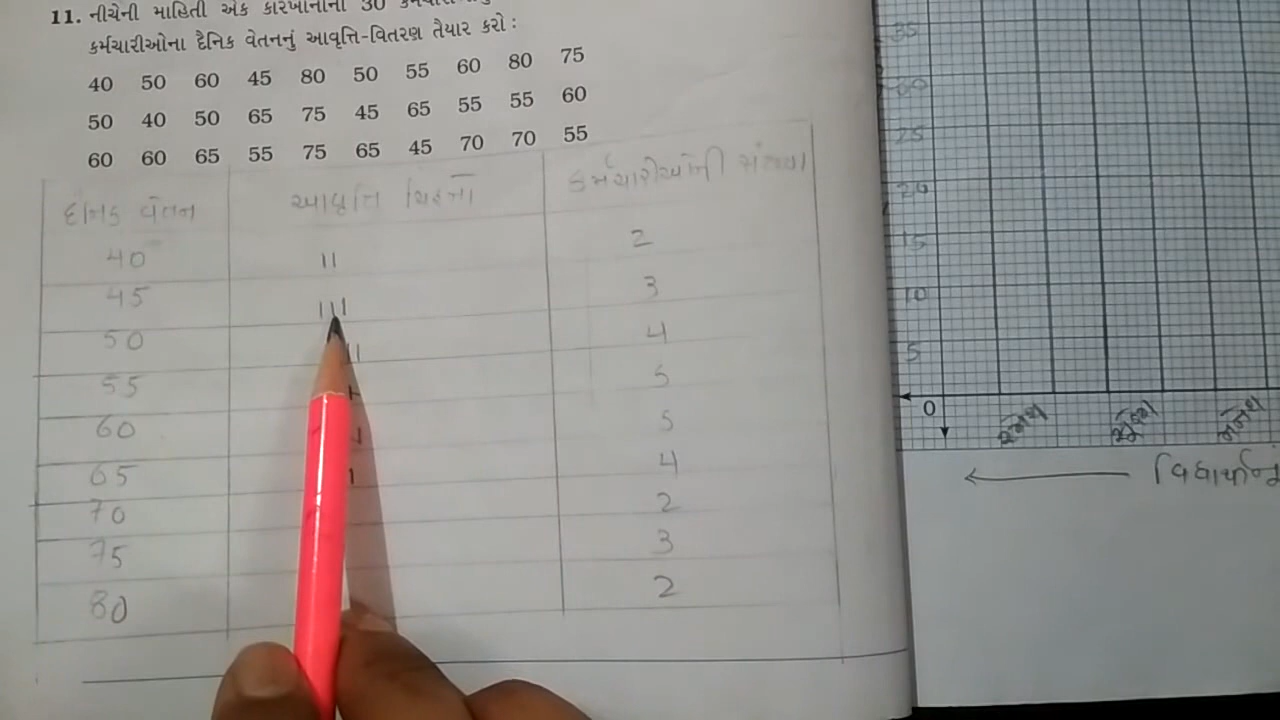 11. નીચેની માહિતી એક કારખાનાના 30
કર્મચારીઓના દૈનિક વેતનનું આવૃત્તિ-વિતરણ તૈયાર કરો :
40 50 60 45 80 50 55 60 80 75
50 40 50 65 75 45 65 55 55 60
60 60 65 55 75 65 45 70 70 55
દૈનિક વેતન આવૃત્તિ ચિહ્નો કર્મચારીઓની સંખ્યા
40 || 2
45 ||| 3
50 4
55 5
60 5
65 4
70 2
75 3
80 2
35
30
25
20
15
10
5
0
રમેશ
મનેષ